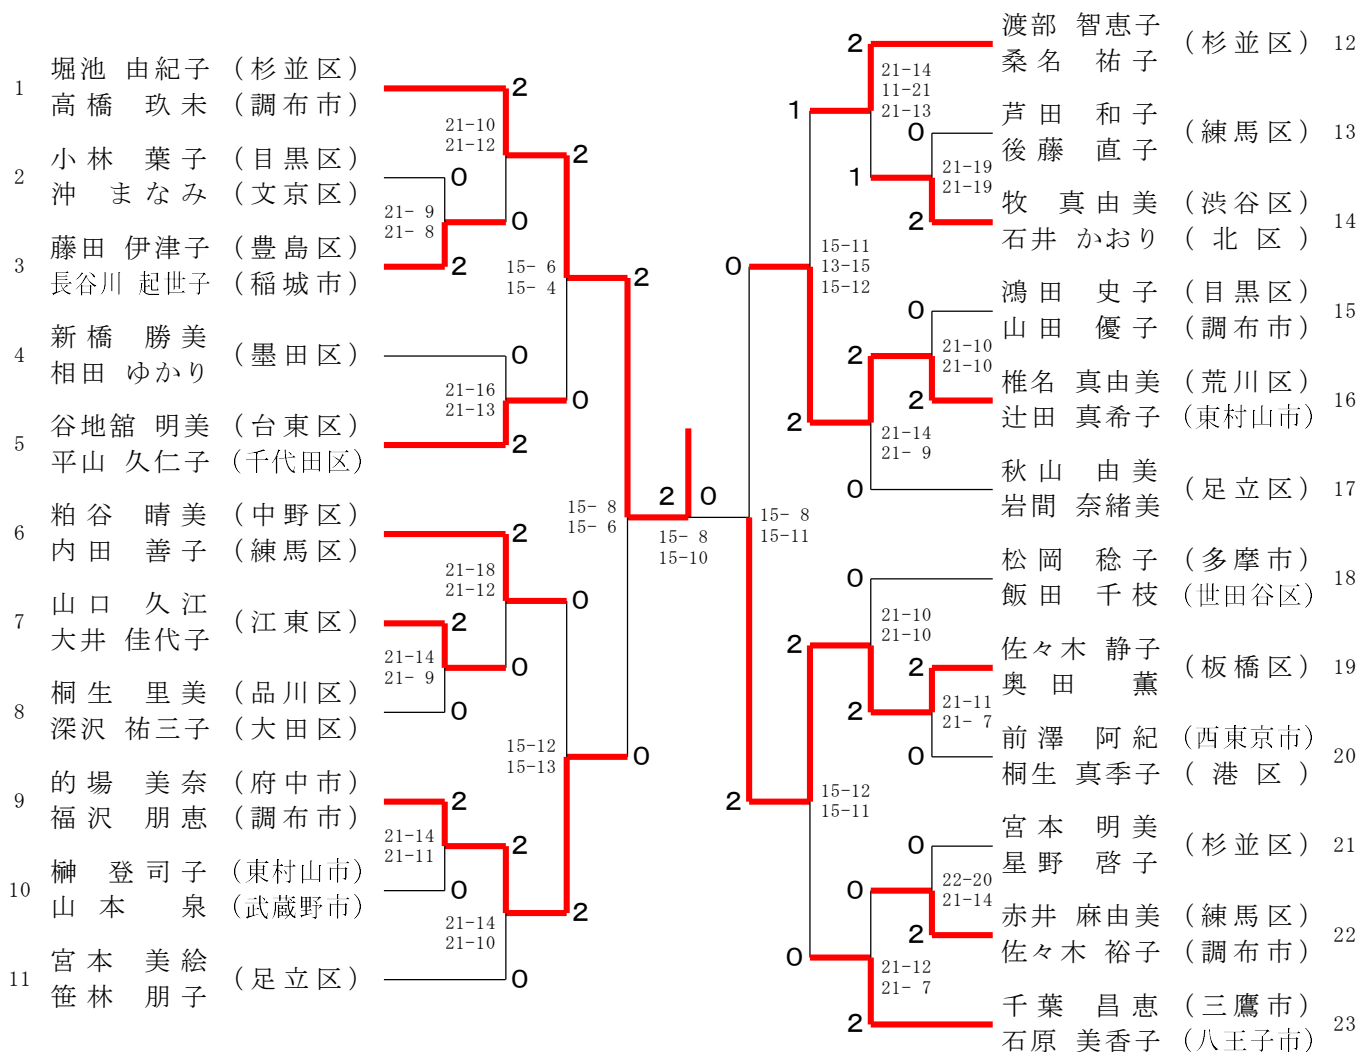 1 堀池 由紀子 (杉並区)
高橋 玖未 (調布市)
2 小林 葉子 (目黒区)
沖 まなみ (文京区)
3 藤田 伊津子 (豊島区)
長谷川 起世子 (稲城市)
4 新橋 勝美 (墨田区)
相田 ゆかり
5 谷地舘 明美 (台東区)
平山 久仁子 (千代田区)
6 粕谷 晴美 (中野区)
内田 善子 (練馬区)
7 山口 久江 (江東区)
大井 佳代子
8 桐生 里美 (品川区)
深沢 祐三子 (大田区)
9 的場 美奈 (府中市)
福沢 朋恵 (調布市)
10 榊 登司子 (東村山市)
山本 泉 (武蔵野市)
11 宮本 美絵 (足立区)
笹林 朋子
2
21-10
21-12
2
0
21- 9
21- 8
0
2
15- 6
15- 4
2
0
21-16
21-13
0
2
15- 8
15- 6
2
21-18
21-12
0
2
21-14
21- 9
0
0
15-12
15-13
0
2
21-14
21-11
2
0
21-14
21-10
2
0
2 0
15- 8
15-10
2
21-14
11-21
21-13
1
0
21-19
21-19
1
2
15-11
13-15
15-12
0
0
21-10
21-10
2
2
2
21-14
21- 9
0
15- 8
15-11
0
21-10
21-10
2
2
21-11
21- 7
2
0
15-12
15-11
2
0
22-20
21-14
0
2
0
21-12
21- 7
2
渡部 智恵子 (杉並区) 12
桑名 祐子
芦田 和子 (練馬区) 13
後藤 直子
牧 真由美 (渋谷区) 14
石井 かおり (北区)
鴻田 史子 (目黒区) 15
山田 優子 (調布市)
椎名 真由美 (荒川区) 16
辻田 真希子 (東村山市)
秋山 由美 (足立区) 17
岩間 奈緒美
松岡 稔子 (多摩市) 18
飯田 千枝 (世田谷区)
佐々木 静子 (板橋区) 19
奥田 薫
前澤 阿紀 (西東京市) 20
桐生 真季子 (港区)
宮本 明美 (杉並区) 21
星野 啓子
赤井 麻由美 (練馬区) 22
佐々木 裕子 (調布市)
千葉 昌恵 (三鷹市) 23
石原 美香子 (八王子市)